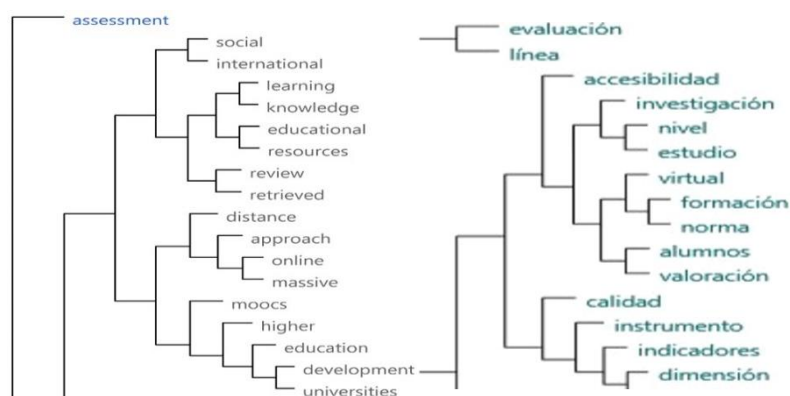 assessment
social
international
learning
knowledge
educational
resources
review
retrieved
distance
approach
online
massive
moocs
higher
education
development
universities
evaluación
línea
accesibilidad
investigación
nivel
estudio
virtual
formación
norma
alumnos
valoración
calidad
instrumento
indicadores
dimensión